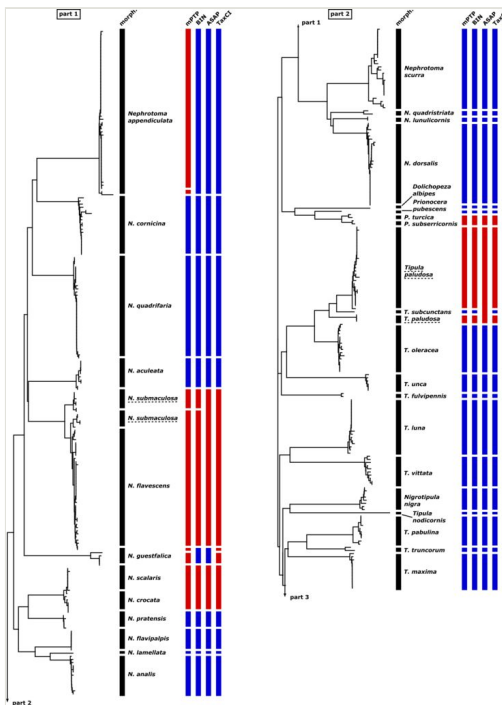 part 1
morph.
mPTP
BIN
ASAP
TaxCI
Nephrotoma
appendiculata
N. cornicina
N. quadrifaria
N. aculeata
N. submaculosa
N. submaculosa
N. flavescens
N. guestfalica
N. scalaris
N. crocata
N. pratensis
N. flavipalpis
N. lamellata
N. analis
part 2
part 2
part 1
morph.
mPTP
BIN
ASAP
TaxCI
Nephrotoma
scurra
N. quadristriata
N. lunulicornis
N. dorsalis
Dolichopeza
albipes
Prionocera
pubescens
P. turcica
P. subserricornis
Tipula
paludosa
T. subcunctans
T. paludosa
T. oleracea
T. unca
T. fulvipennis
T. luna
T. vittata
Nigrotipula
nigra
Tipula
nodicornis
T. pabulina
T. truncorum
T. maxima
part 3